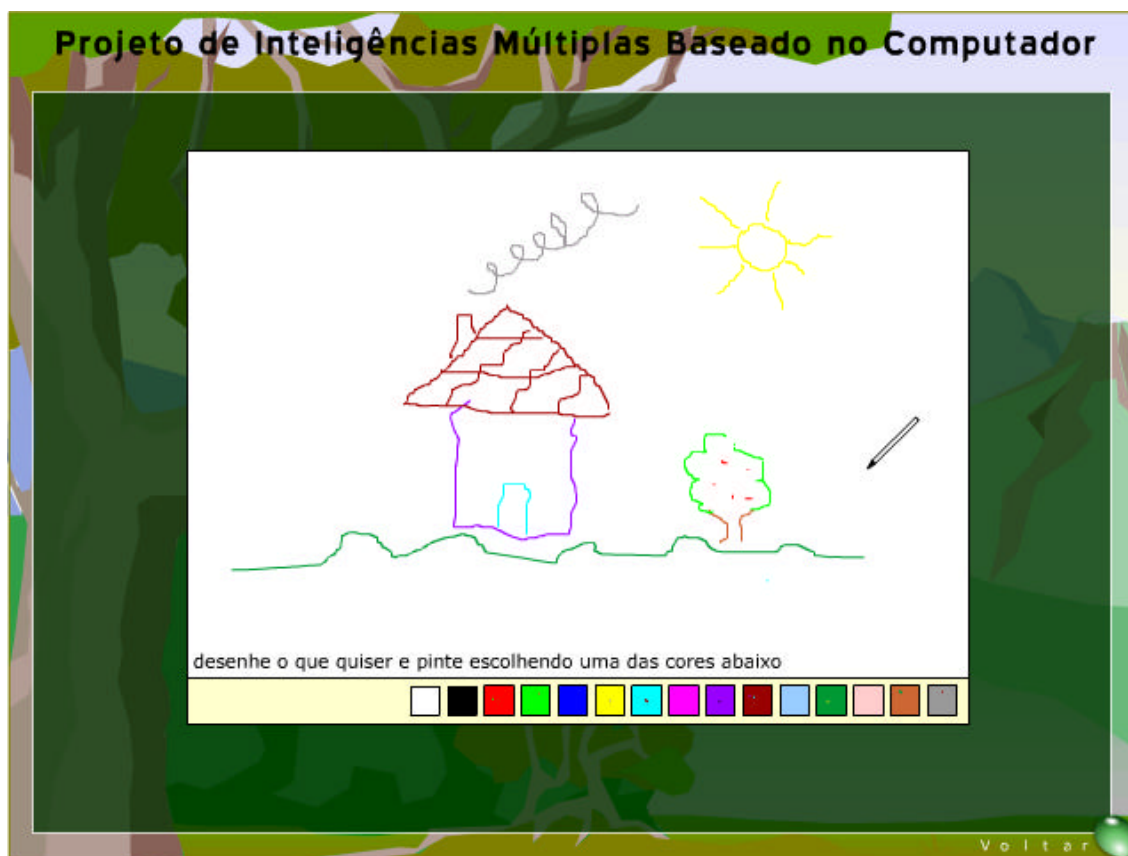 Projeto de Inteligências Múltiplas Baseado no Computador
desenhe o que quiser e pinte escolhendo uma das cores abaixo
Voltar